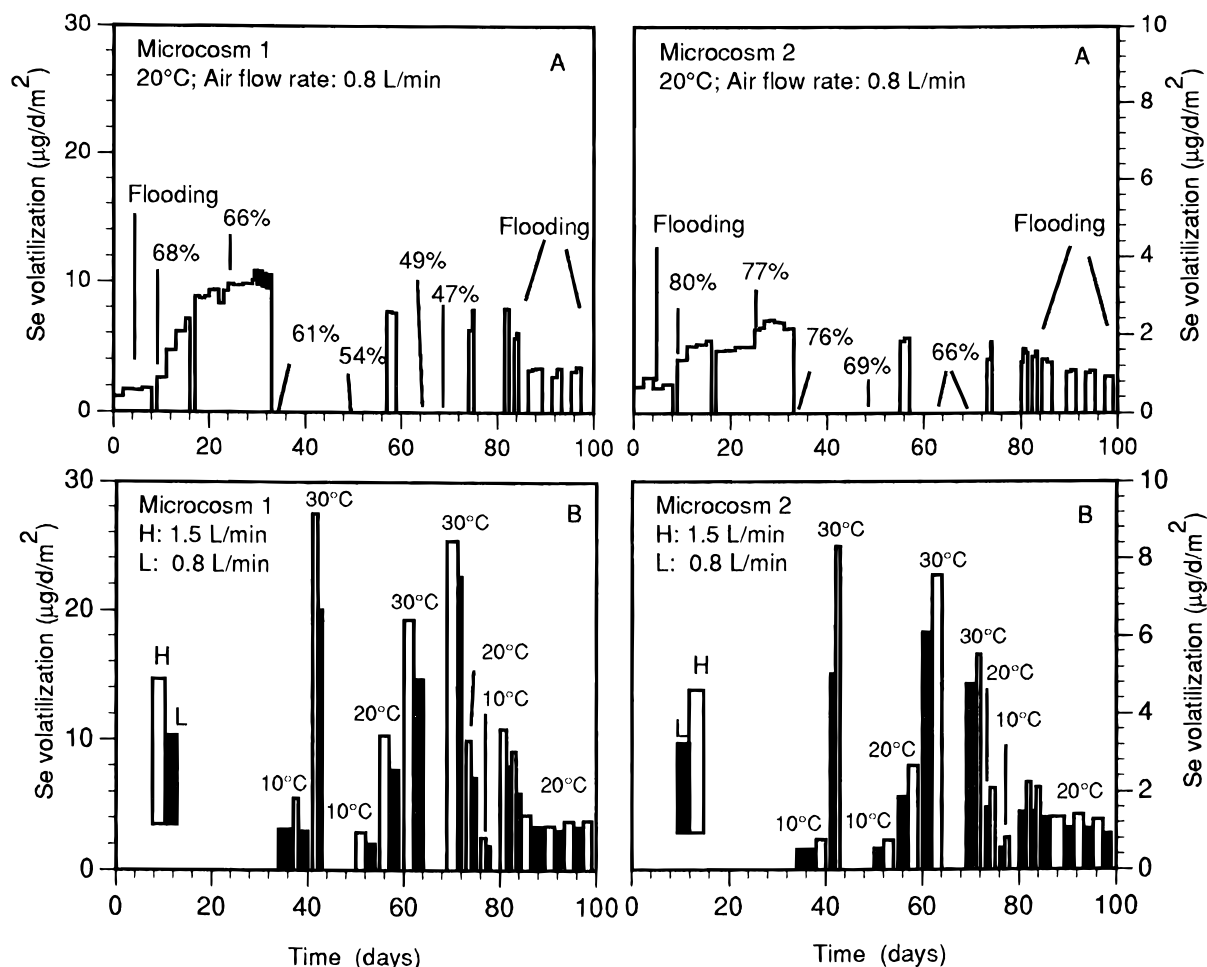 Microcosm 1
20°C; Air flow rate: 0.8 L/min
A
Se volatilization (µg/d/m2)
30
20
10
0
Flooding
68%
66%
61%
54%
49%
47%
Flooding
0 20 40 60 80 100
Microcosm 2
20°C; Air flow rate: 0.8 L/min
A
Se volatilization (µg/d/m2)
10
8
6
4
2
0
Flooding
80%
77%
76%
69%
66%
Flooding
0 20 40 60 80 100
Microcosm 1
H: 1.5 L/min
L: 0.8 L/min
B
Se volatilization (µg/d/m2)
30
20
10
0
H
L
10°C
30°C
10°C
20°C
30°C
30°C
20°C
10°C
20°C
0 20 40 60 80 100
Time (days)
Microcosm 2
H: 1.5 L/min
L: 0.8 L/min
B
Se volatilization (µg/d/m2)
10
8
6
4
2
0
H
L
10°C
30°C
10°C
20°C
30°C
30°C
20°C
10°C
20°C
0 20 40 60 80 100
Time (days)